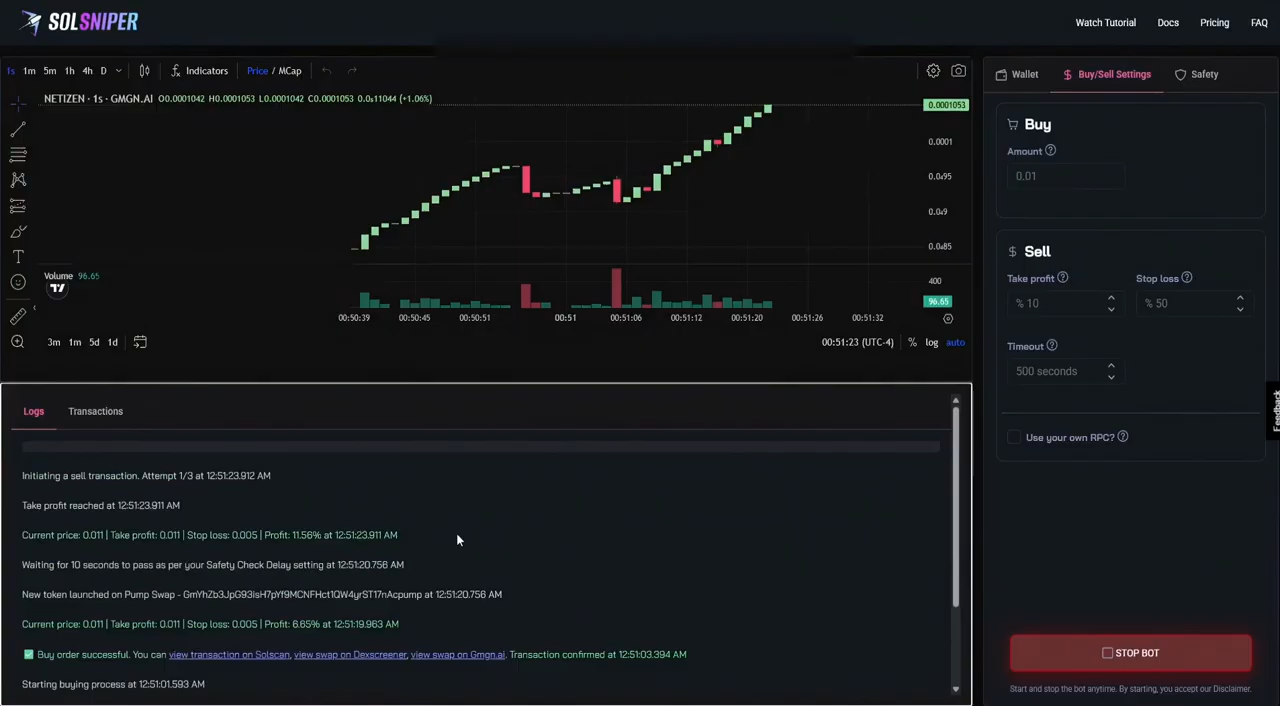 SOLSNIPER
Watch Tutorial Docs Pricing FAQ
1s 1m 5m 1h 4h D Indicators Price / MCap
Wallet $ Buy/Sell Settings Safety
NETIZEN · 1s · GMGN.AI O0.0001042 H0.0001053 L0.0001042 C0.0001053 0.0₈11044 (+1.06%)
0.0001053
0.0001
0.0₄95
0.0₄9
0.0₄85
Volume 96.65
400
96.65
00:50:39 00:50:45 00:50:51 00:51 00:51:06 00:51:12 00:51:20 00:51:26 00:51:32
3m 1m 5d 1d 00:51:23 (UTC-4) % log auto
Buy
Amount
0.01
$ Sell
Take profit Stop loss
% 10 % 50
Timeout
500 seconds
Use your own RPC?
Feedback
Logs Transactions
Initiating a sell transaction. Attempt 1/3 at 12:51:23.912 AM
Take profit reached at 12:51:23.911 AM
Current price: 0.011 | Take profit: 0.011 | Stop loss: 0.005 | Profit: 11.56% at 12:51:23.911 AM
Waiting for 10 seconds to pass as per your Safety Check Delay setting at 12:51:20.756 AM
New token launched on Pump Swap - GmYhZb3JpG93isH7pYf9MCNFHct1QW4yrST17nAcpump at 12:51:20.756 AM
Current price: 0.011 | Take profit: 0.011 | Stop loss: 0.005 | Profit: 6.65% at 12:51:19.963 AM
✅ Buy order successful. You can view transaction on Solscan, view swap on Dexscreener, view swap on Gmgn.ai. Transaction confirmed at 12:51:03.394 AM
Starting buying process at 12:51:01.593 AM
STOP BOT
Start and stop the bot anytime. By starting, you accept our Disclaimer.